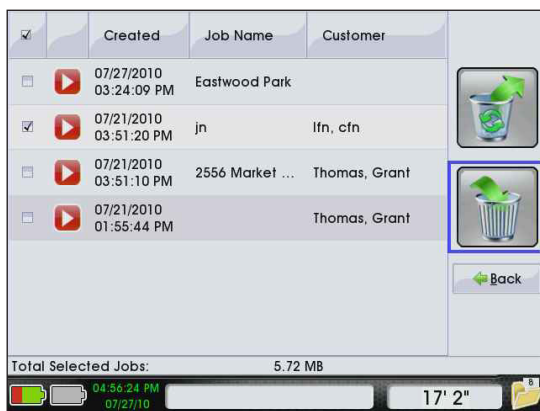 Created Job Name Customer
07/27/2010
03:24:09 PM
Eastwood Park
07/21/2010
03:51:20 PM
jn lfn, cfn
07/21/2010
03:51:10 PM
2556 Market ... Thomas, Grant
07/21/2010
01:55:44 PM
Thomas, Grant
Back
Total Selected Jobs: 5.72 MB
04:56:24 PM
07/27/10
17' 2"
8